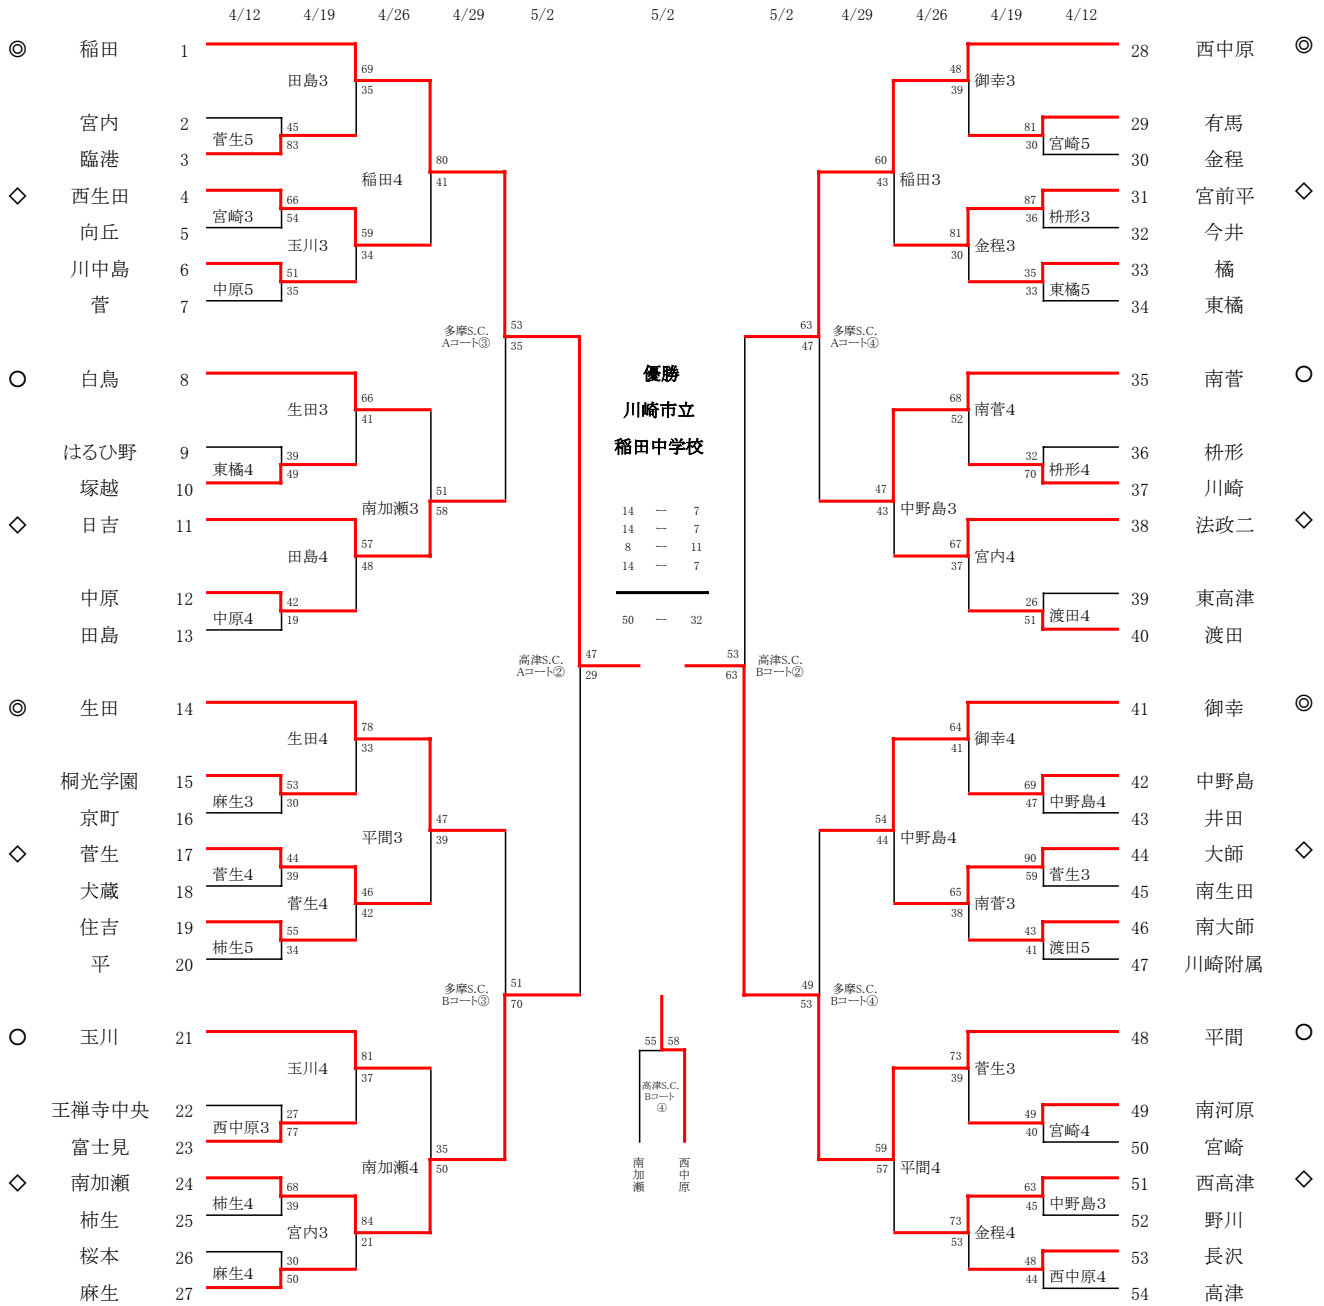 4/12 4/19 4/26 4/29 5/2 5/2 5/2 4/29 4/26 4/19 4/12
◎ 稲田 1
宮内 2
臨港 3
◇ 西生田 4
向丘 5
川中島 6
菅 7
○ 白鳥 8
はるひ野 9
塚越 10
◇ 日吉 11
中原 12
田島 13
◎ 生田 14
桐光学園 15
京町 16
◇ 菅生 17
犬蔵 18
住吉 19
平 20
○ 玉川 21
王禅寺中央 22
富士見 23
◇ 南加瀬 24
柿生 25
桜本 26
麻生 27
菅生5
45
83
宮崎3
66
54
中原5
51
35
東橘4
39
49
中原4
42
19
麻生3
53
30
菅生4
44
39
柿生5
55
34
西中原3
27
77
柿生4
68
39
麻生4
30
50
田島3
69
35
玉川3
59
34
生田3
66
41
田島4
57
48
生田4
78
33
菅生4
46
42
玉川4
81
37
宮内3
84
21
稲田4
80
41
南加瀬3
51
58
平間3
47
39
南加瀬4
35
50
多摩S.C.
Aコート③
53
35
多摩S.C.
Bコート③
51
70
高津S.C.
Aコート②
47
29
優勝
川崎市立
稲田中学校
14 ― 7
14 ― 7
8 ― 11
14 ― 7
50 ― 32
55 58
高津S.C.
Bコート
④
南加瀬
西中原
53
63
高津S.C.
Bコート②
63
47
多摩S.C.
Aコート④
49
53
多摩S.C.
Bコート④
60
43
稲田3
47
43
中野島3
54
44
中野島4
59
57
平間4
48
39
御幸3
81
30
金程3
68
52
南菅4
67
37
宮内4
64
41
御幸4
65
38
南菅3
73
39
菅生3
73
53
金程4
81
30
宮崎5
87
36
枡形3
35
33
東橘5
32
70
枡形4
26
51
渡田4
69
47
中野島4
90
59
菅生3
43
41
渡田5
49
40
宮崎4
63
45
中野島3
48
44
西中原4
28 西中原 ◎
29 有馬
30 金程
31 宮前平 ◇
32 今井
33 橘
34 東橘
35 南菅 ○
36 枡形
37 川崎
38 法政二 ◇
39 東高津
40 渡田
41 御幸 ◎
42 中野島
43 井田
44 大師 ◇
45 南生田
46 南大師
47 川崎附属
48 平間 ○
49 南河原
50 宮崎
51 西高津 ◇
52 野川
53 長沢
54 高津